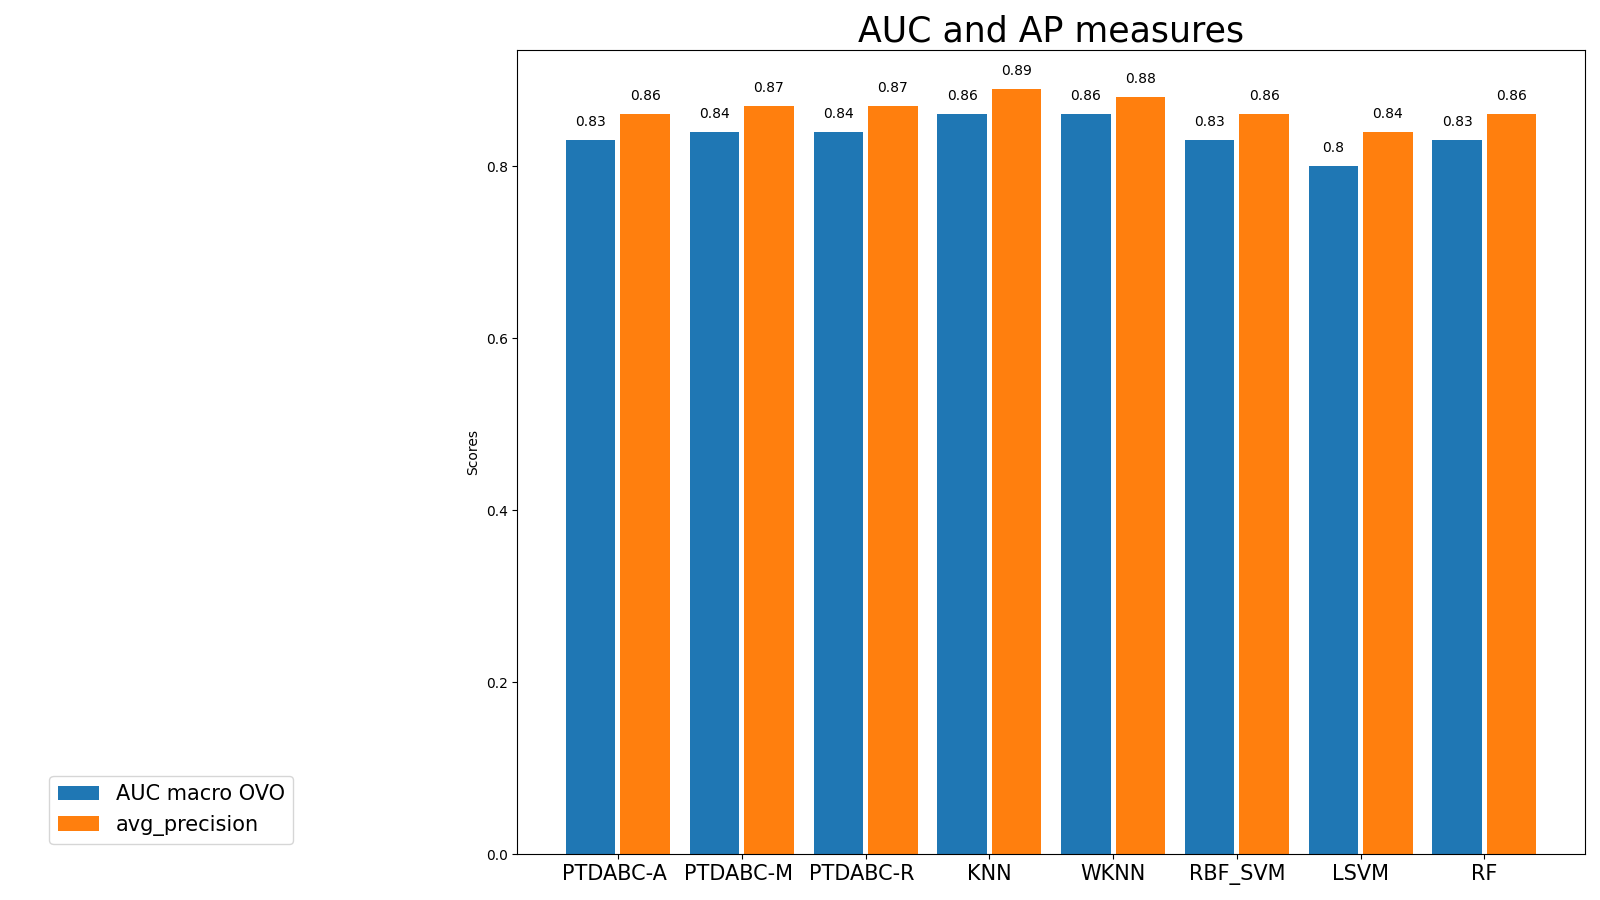 AUC and AP measures
0.83 0.86 0.84 0.87 0.84 0.87 0.86 0.89 0.86 0.88 0.83 0.86 0.8 0.84 0.83 0.86
0.8
0.6
0.4
0.2
0.0
Scores
PTDABC-A PTDABC-M PTDABC-R KNN WKNN RBF_SVM LSVM RF
AUC macro OVO
avg_precision